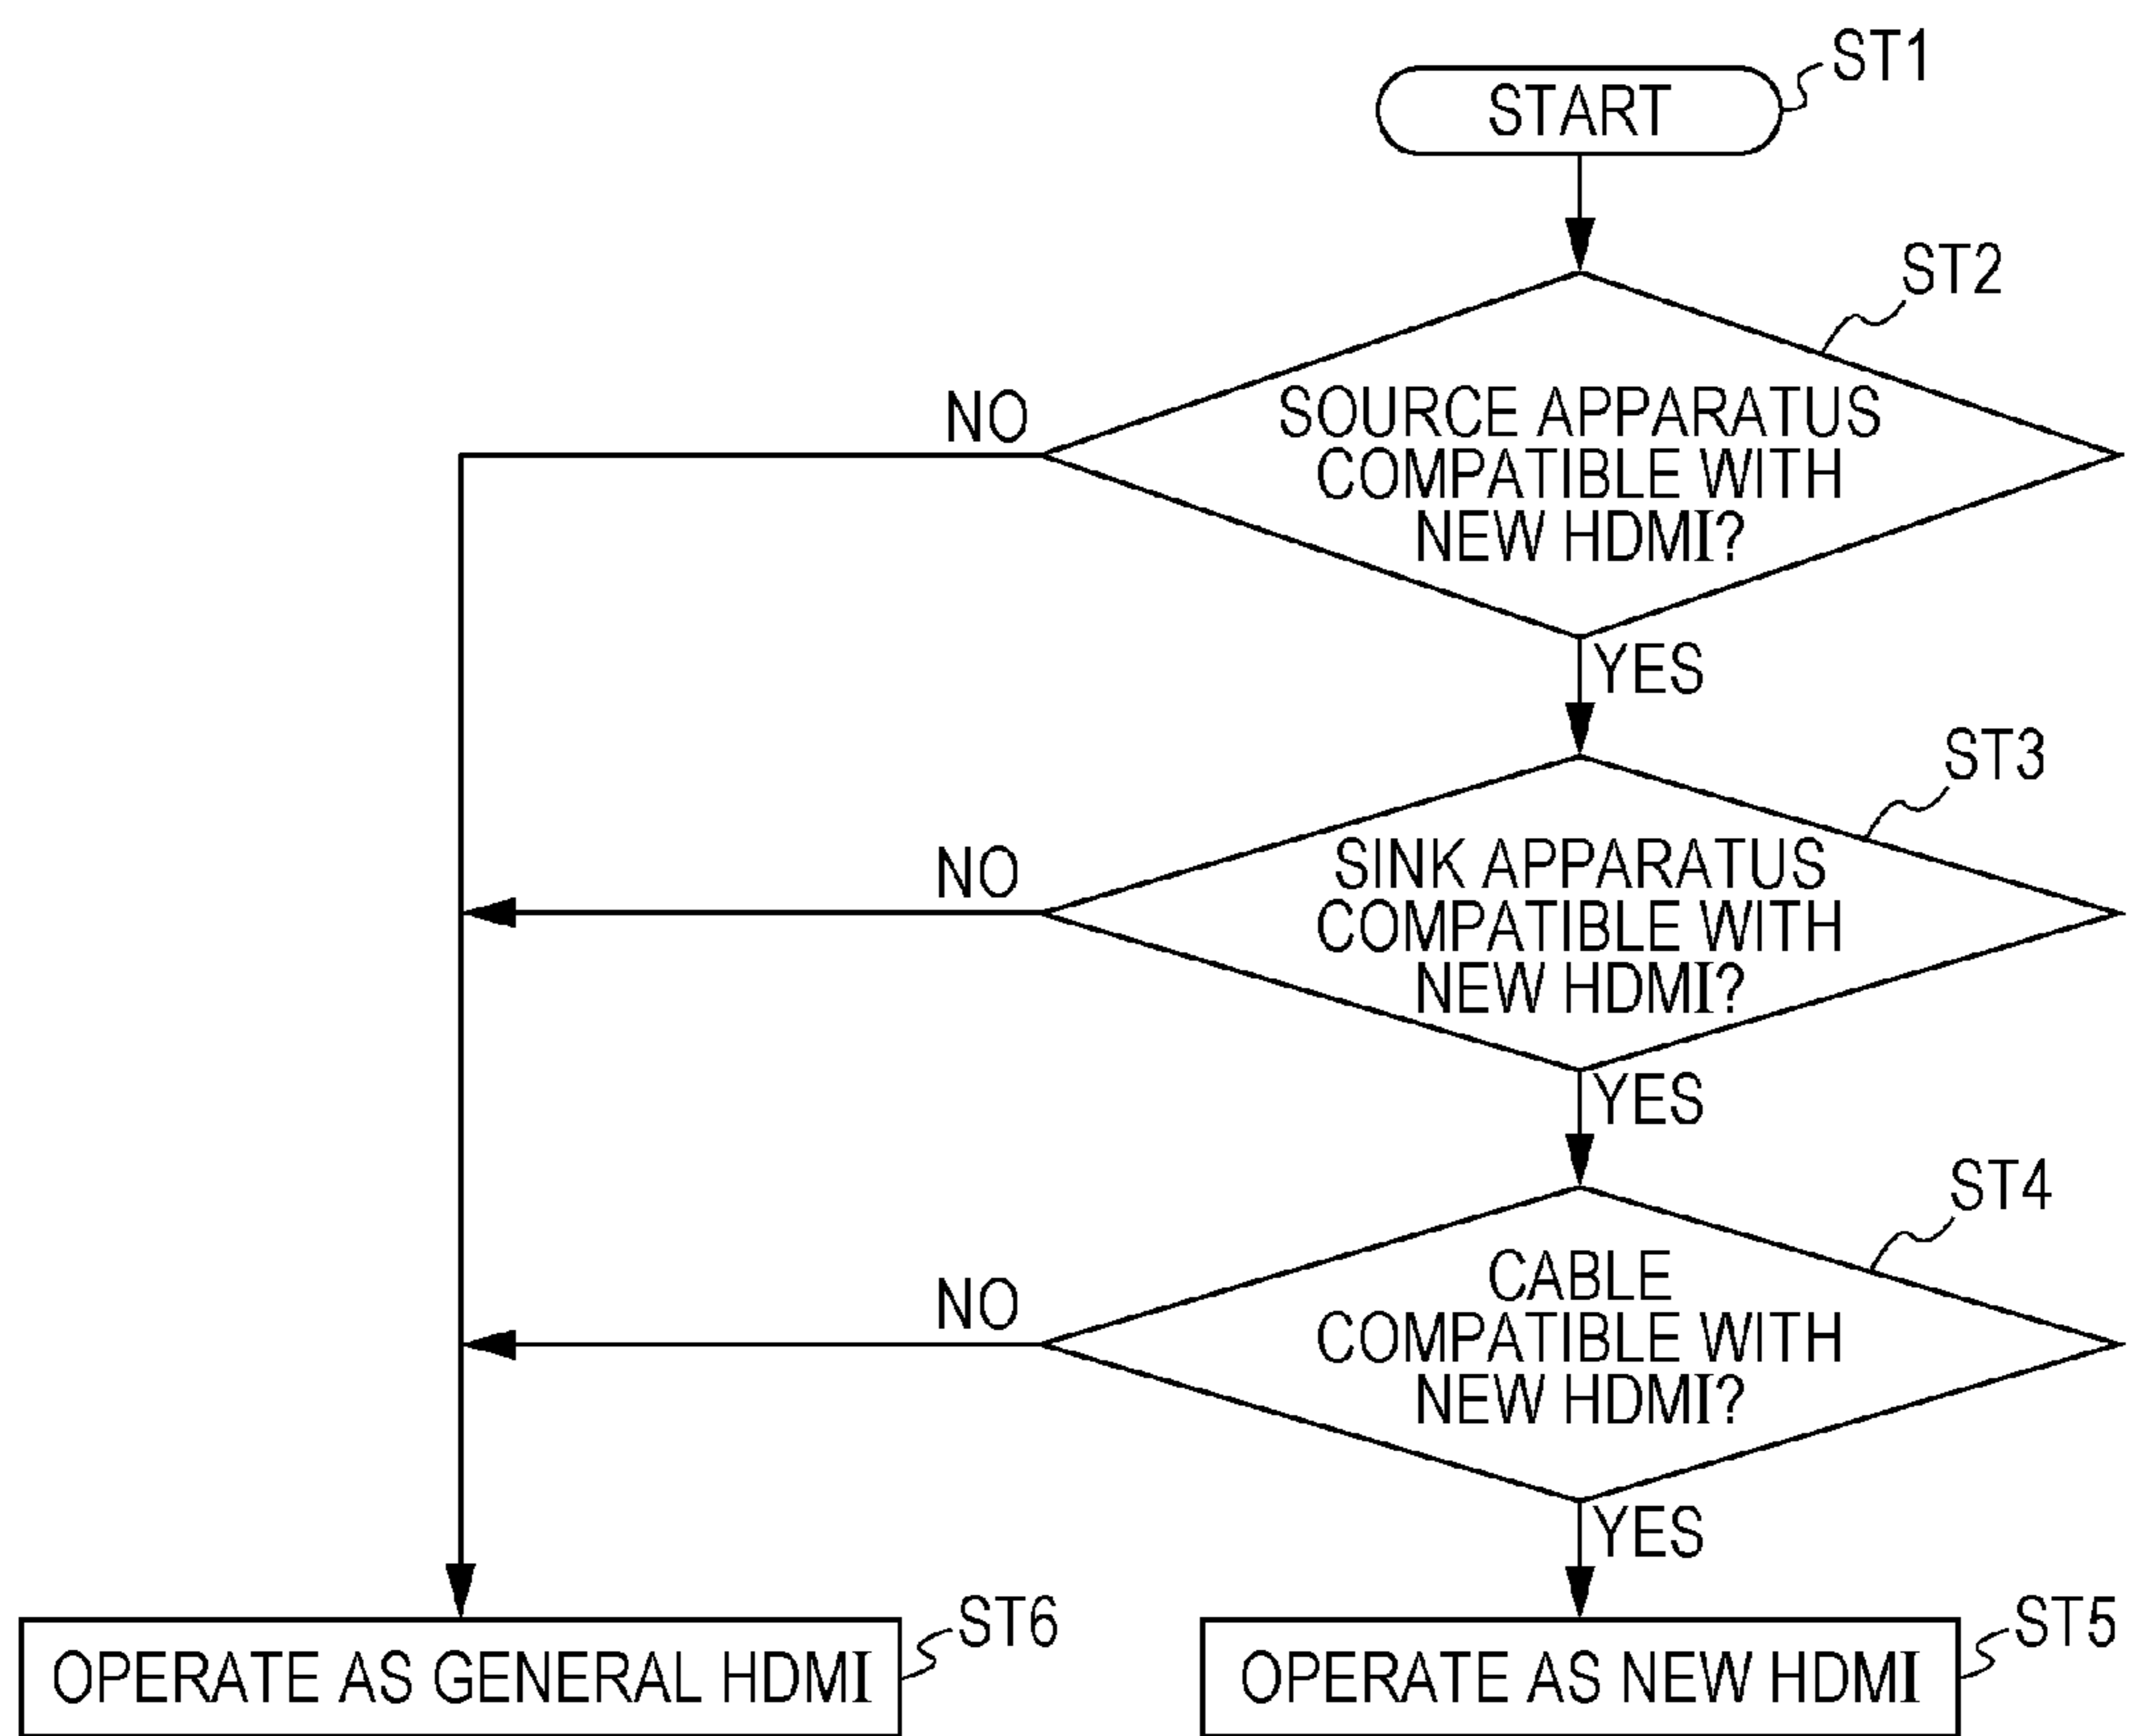 ST1
START
ST2
SOURCE APPARATUS
COMPATIBLE WITH
NEW HDMI?
NO
YES
ST3
SINK APPARATUS
COMPATIBLE WITH
NEW HDMI?
NO
YES
ST4
CABLE
COMPATIBLE WITH
NEW HDMI?
NO
YES
ST6
OPERATE AS GENERAL HDMI
ST5
OPERATE AS NEW HDMI